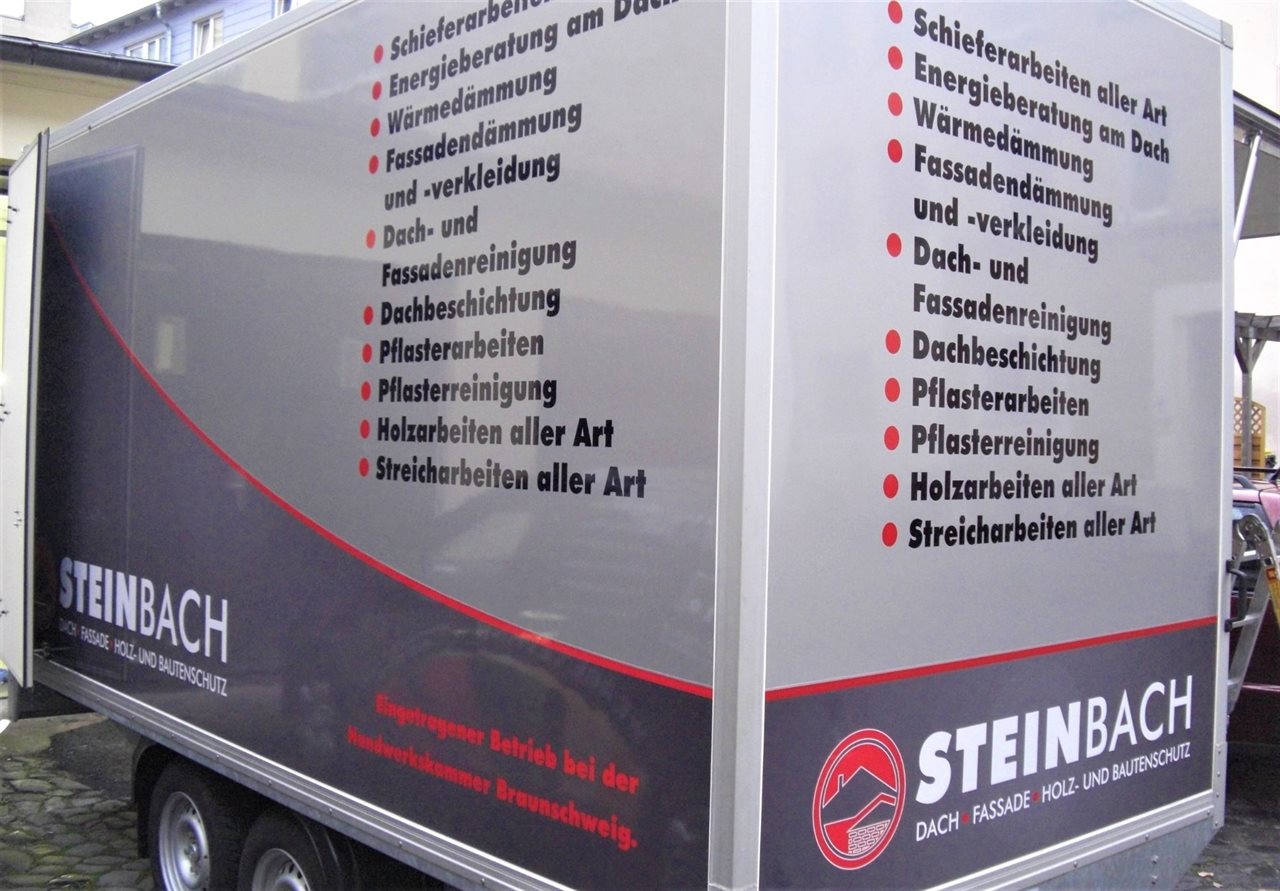 Schieferarbeiten
Energieberatung am Dach
Wärmedämmung
Fassadendämmung
und -verkleidung
Dach- und
Fassadenreinigung
Dachbeschichtung
Pflasterarbeiten
Pflasterreinigung
Holzarbeiten aller Art
Streicharbeiten aller Art
STEINBACH
DACH • FASSADE • HOLZ- UND BAUTENSCHUTZ
Eingetragener Betrieb bei der
Handwerkskammer Braunschweig.
Schieferarbeiten aller Art
Energieberatung am Dach
Wärmedämmung
Fassadendämmung
und -verkleidung
Dach- und
Fassadenreinigung
Dachbeschichtung
Pflasterarbeiten
Pflasterreinigung
Holzarbeiten aller Art
Streicharbeiten aller Art
STEINBACH
DACH • FASSADE • HOLZ- UND BAUTENSCHUTZ